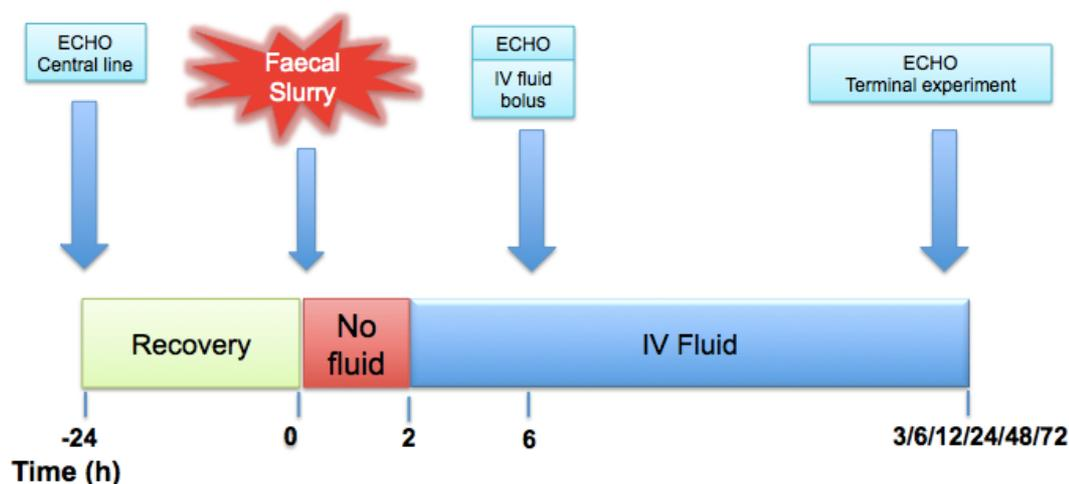 ECHO
Central line
Faecal
Slurry
ECHO
IV fluid
bolus
ECHO
Terminal experiment
Recovery
No
fluid
IV Fluid
-24
0
2
6
3/6/12/24/48/72
Time (h)